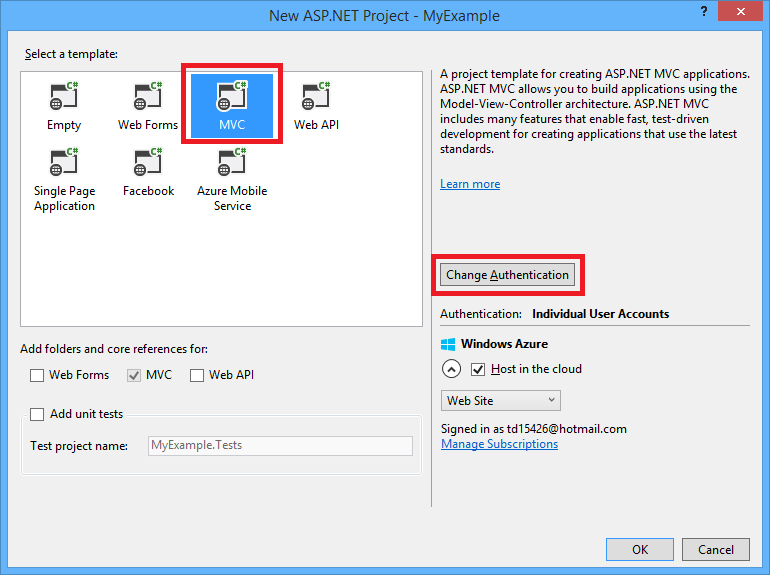 New ASP.NET Project - MyExample
?
Select a template:
C#
C#
C#
C#
Empty
Web Forms
MVC
Web API
C#
C#
C#
Single Page
Application
Facebook
Azure Mobile
Service
A project template for creating ASP.NET MVC applications.
ASP.NET MVC allows you to build applications using the
Model-View-Controller architecture. ASP.NET MVC
includes many features that enable fast, test-driven
development for creating applications that use the latest
standards.
Learn more
Change Authentication
Authentication: Individual User Accounts
Windows Azure
Host in the cloud
Web Site
Signed in as td15426@hotmail.com
Manage Subscriptions
Add folders and core references for:
Web Forms
MVC
Web API
Add unit tests
Test project name:
MyExample.Tests
OK
Cancel